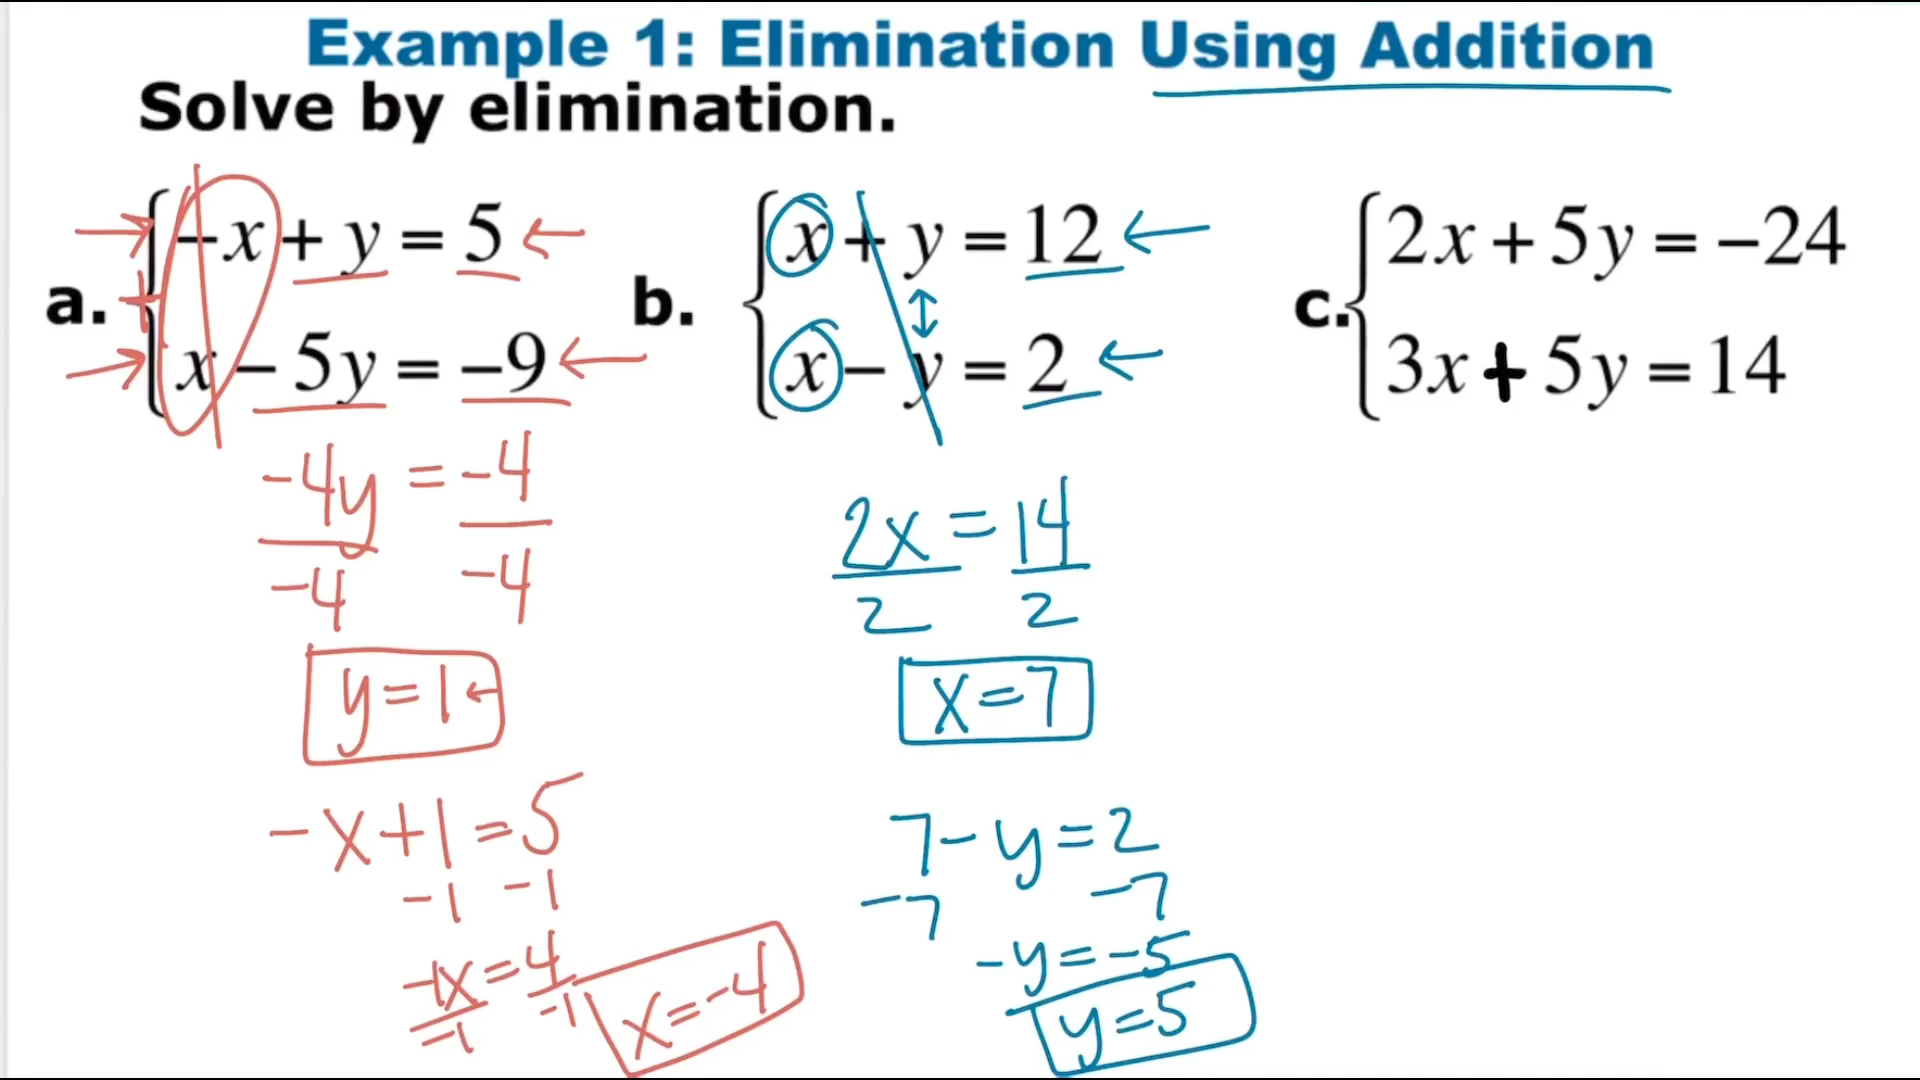 Example 1: Elimination Using Addition
Solve by elimination.
a.
-x + y = 5
+
x - 5y = -9
-4y = -4
-4 -4
y = 1
-x + 1 = 5
-1 -1
-1x = 4
-1 -1
x = -4
b.
x + y = 12
x - y = 2
2x = 14
2 2
x = 7
7 - y = 2
-7 -7
-y = -5
y = 5
c.
2x + 5y = -24
3x + 5y = 14